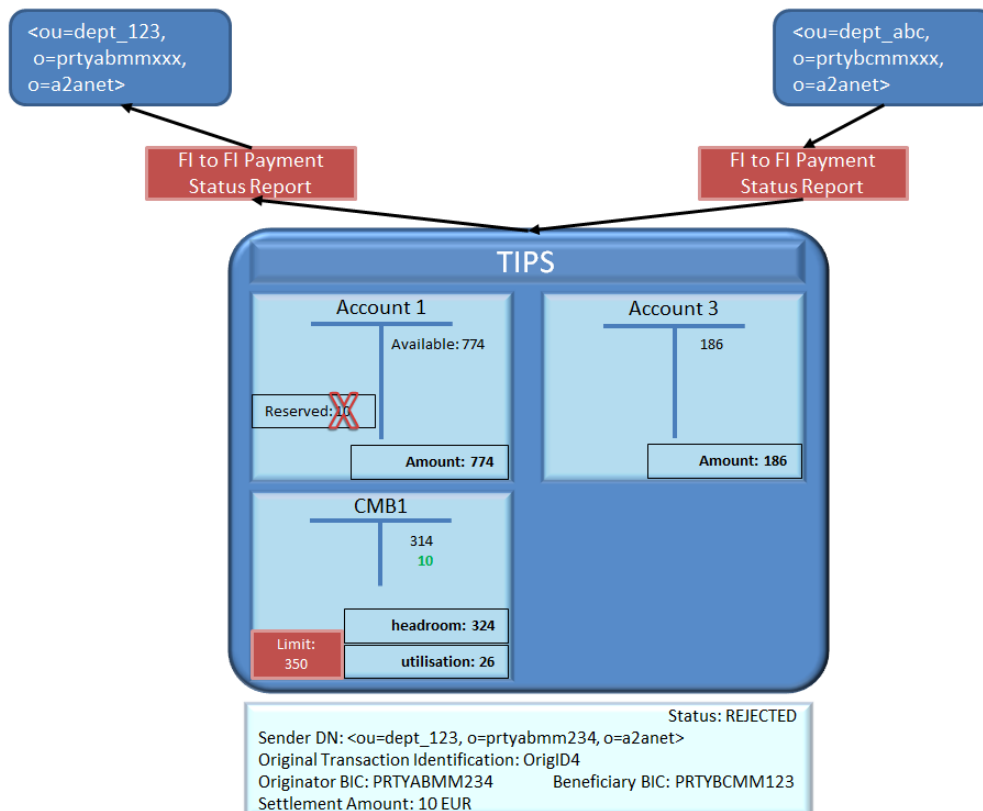 <ou=dept_123,
o=prtyabmmxxx,
o=a2anet>
<ou=dept_abc,
o=prtybcmmxxx,
o=a2anet>
FI to FI Payment
Status Report
FI to FI Payment
Status Report
TIPS
Account 1
Available: 774
Reserved: 10
Amount: 774
Account 3
186
Amount: 186
CMB1
314
10
headroom: 324
Limit:
350
utilisation: 26
Status: REJECTED
Sender DN: <ou=dept_123, o=prtyabmm234, o=a2anet>
Original Transaction Identification: OrigID4
Originator BIC: PRTYABMM234 Beneficiary BIC: PRTYBCMM123
Settlement Amount: 10 EUR